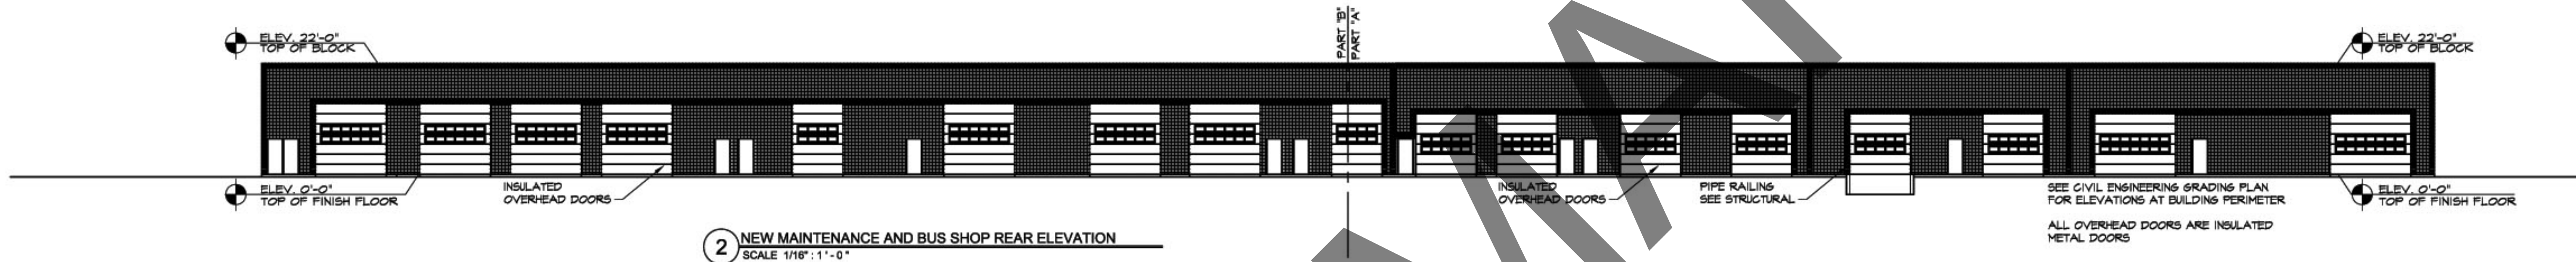 ELEV. 22'-0"
TOP OF BLOCK
PART "B"
PART "A"
ELEV. 22'-0"
TOP OF BLOCK
ELEV. 0'-0"
TOP OF FINISH FLOOR
INSULATED
OVERHEAD DOORS
INSULATED
OVERHEAD DOORS
PIPE RAILING
SEE STRUCTURAL
SEE CIVIL ENGINEERING GRADING PLAN
FOR ELEVATIONS AT BUILDING PERIMETER
ALL OVERHEAD DOORS ARE INSULATED
METAL DOORS
ELEV. 0'-0"
TOP OF FINISH FLOOR
2 NEW MAINTENANCE AND BUS SHOP REAR ELEVATION
SCALE 1/16" : 1'-0"